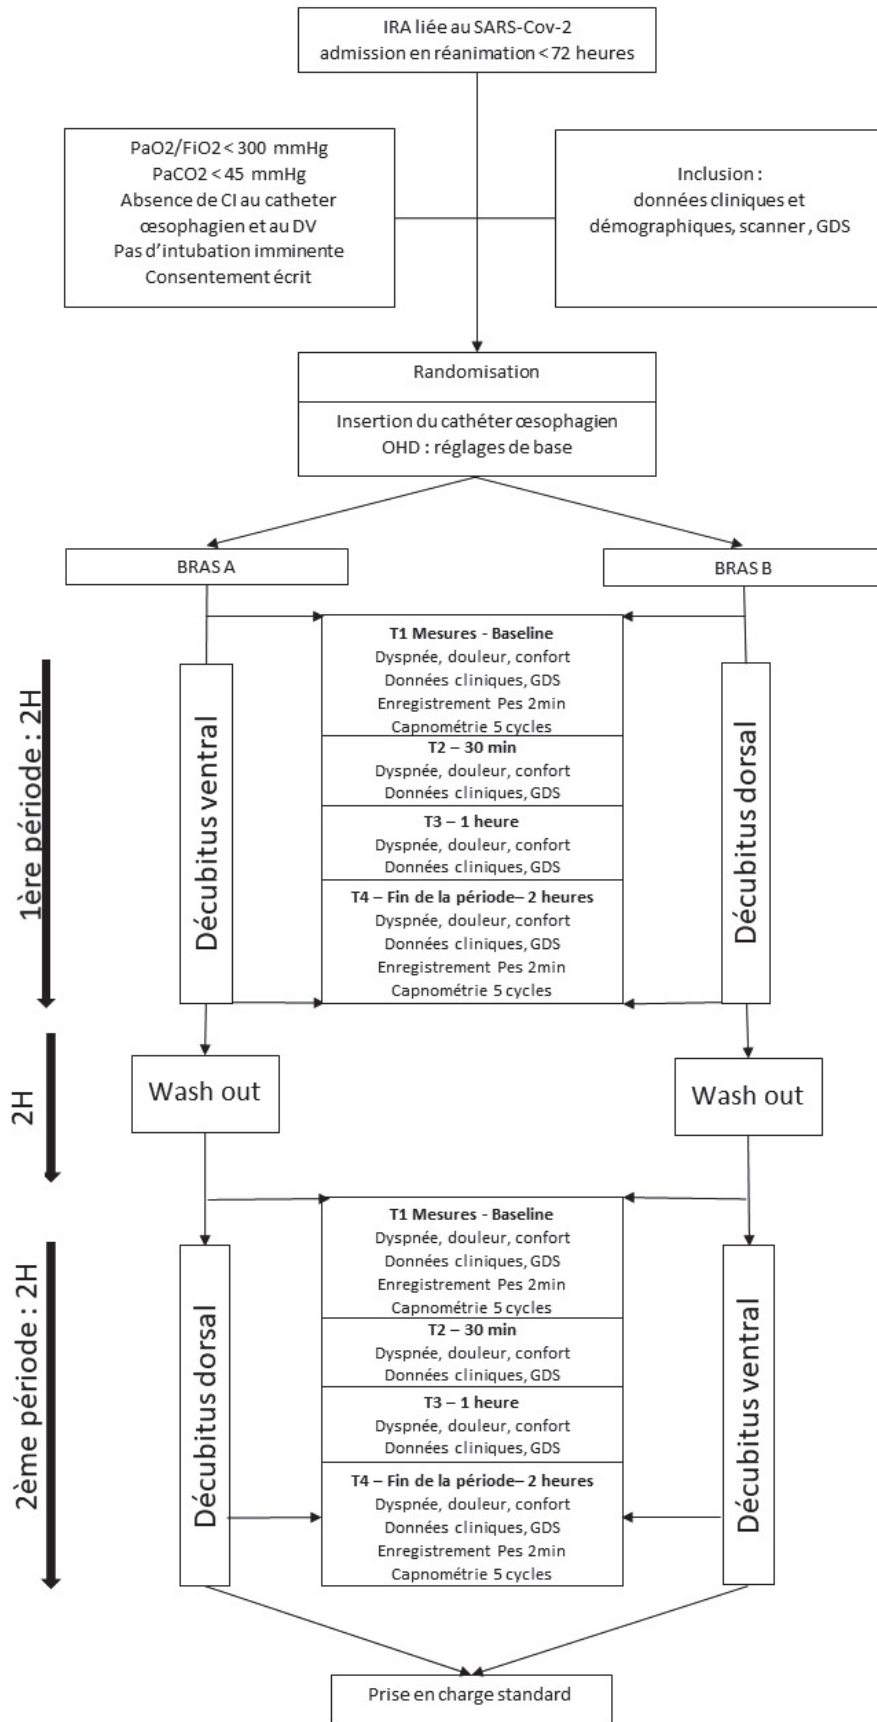 IRA liée au SARS-Cov-2
admission en réanimation < 72 heures
PaO2/FiO2 < 300 mmHg
PaCO2 < 45 mmHg
Absence de CI au catheter
œsophagien et au DV
Pas d'intubation imminente
Consentement écrit
Inclusion :
données cliniques et
démographiques, scanner , GDS
Randomisation
Insertion du cathéter œsophagien
OHD : réglages de base
BRAS A
BRAS B
1ère période : 2H
Décubitus ventral
T1 Mesures - Baseline
Dyspnée, douleur, confort
Données cliniques, GDS
Enregistrement Pes 2min
Capnométrie 5 cycles
T2 – 30 min
Dyspnée, douleur, confort
Données cliniques, GDS
T3 – 1 heure
Dyspnée, douleur, confort
Données cliniques, GDS
T4 – Fin de la période– 2 heures
Dyspnée, douleur, confort
Données cliniques, GDS
Enregistrement Pes 2min
Capnométrie 5 cycles
Décubitus dorsal
2H
Wash out
Wash out
2ème période : 2H
Décubitus dorsal
T1 Mesures - Baseline
Dyspnée, douleur, confort
Données cliniques, GDS
Enregistrement Pes 2min
Capnométrie 5 cycles
T2 – 30 min
Dyspnée, douleur, confort
Données cliniques, GDS
T3 – 1 heure
Dyspnée, douleur, confort
Données cliniques, GDS
T4 – Fin de la période– 2 heures
Dyspnée, douleur, confort
Données cliniques, GDS
Enregistrement Pes 2min
Capnométrie 5 cycles
Décubitus ventral
Prise en charge standard